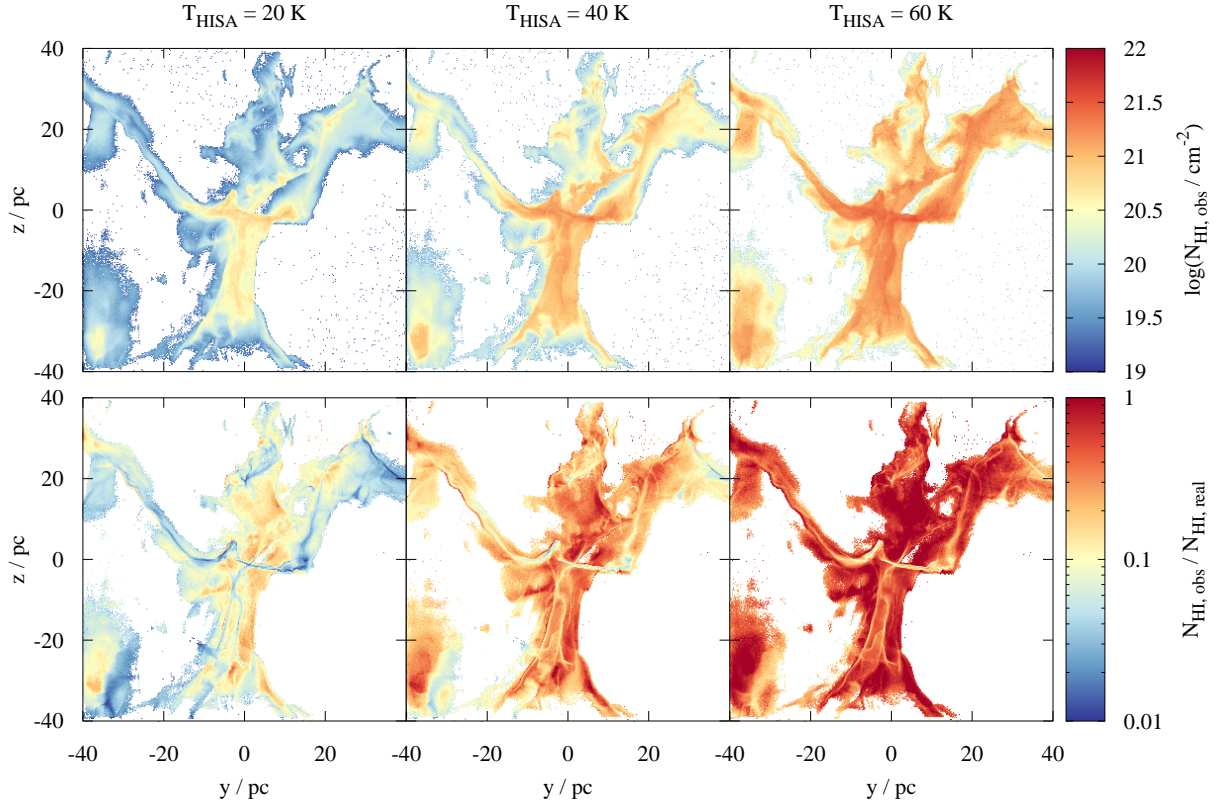 T_HISA = 20 K T_HISA = 40 K T_HISA = 60 K
40
20
0
-20
-40
z / pc
22
21.5
21
20.5
20
19.5
19
log(N_HI, obs / cm^-2)
40
20
0
-20
-40
z / pc
1
0.1
0.01
N_HI, obs / N_HI, real
-40 -20 0 20 -40 -20 0 20 -40 -20 0 20 40
y / pc y / pc y / pc